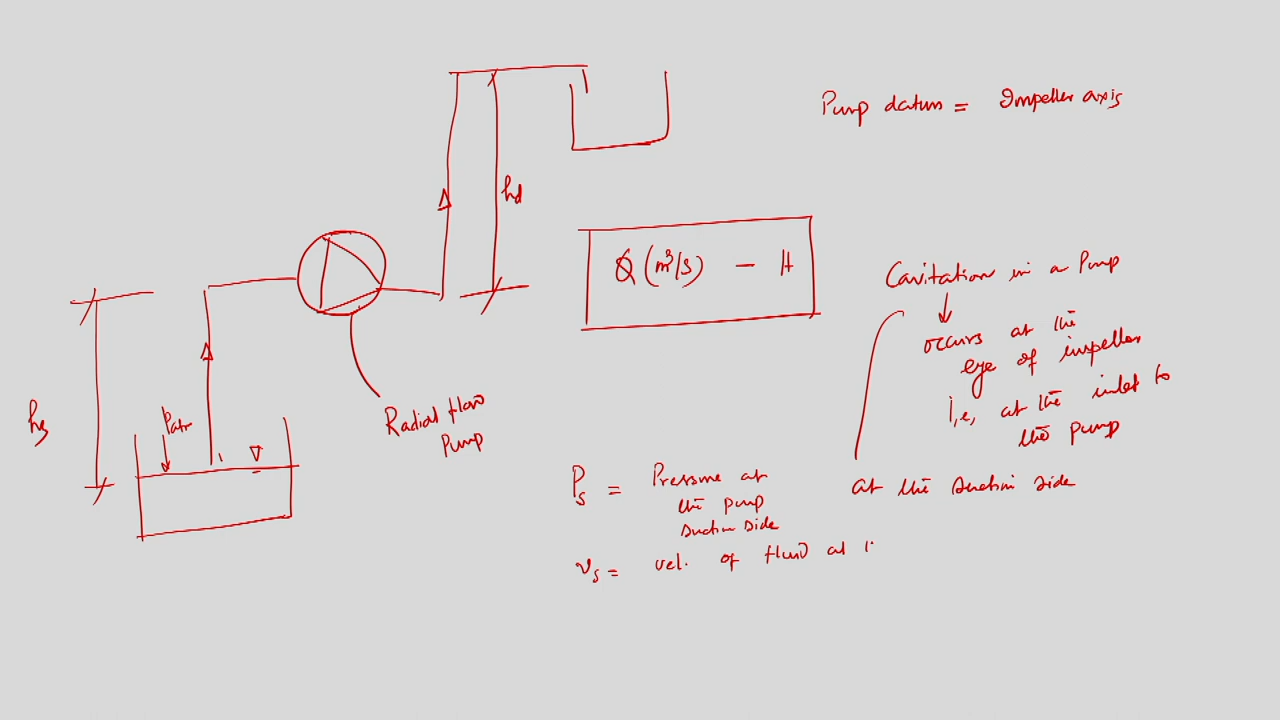 Pump datum = Impeller axis
hd
Q (m³/s) – H
Cavitation in a Pump
occurs at the
eye of impeller
i,e, at the inlet to
the pump
at the suction side
hs
Patm
Radial flow
Pump
Ps = Pressure at
the pump
suction side
vs = vel. of fluid at t